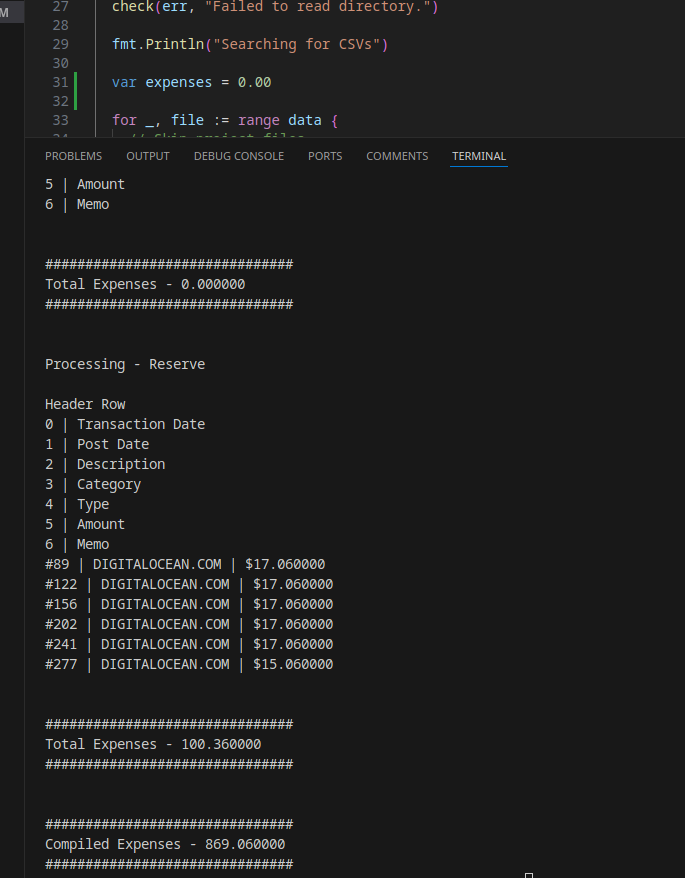 M
27 check(err, "Failed to read directory.")
28
29 fmt.Println("Searching for CSVs")
30
31 var expenses = 0.00
32
33 for _, file := range data {
34 // Skip project files
PROBLEMS OUTPUT DEBUG CONSOLE PORTS COMMENTS TERMINAL
5 | Amount
6 | Memo
###############################
Total Expenses - 0.000000
###############################
Processing - Reserve
Header Row
0 | Transaction Date
1 | Post Date
2 | Description
3 | Category
4 | Type
5 | Amount
6 | Memo
#89 | DIGITALOCEAN.COM | $17.060000
#122 | DIGITALOCEAN.COM | $17.060000
#156 | DIGITALOCEAN.COM | $17.060000
#202 | DIGITALOCEAN.COM | $17.060000
#241 | DIGITALOCEAN.COM | $17.060000
#277 | DIGITALOCEAN.COM | $15.060000
###############################
Total Expenses - 100.360000
###############################
###############################
Compiled Expenses - 869.060000
###############################